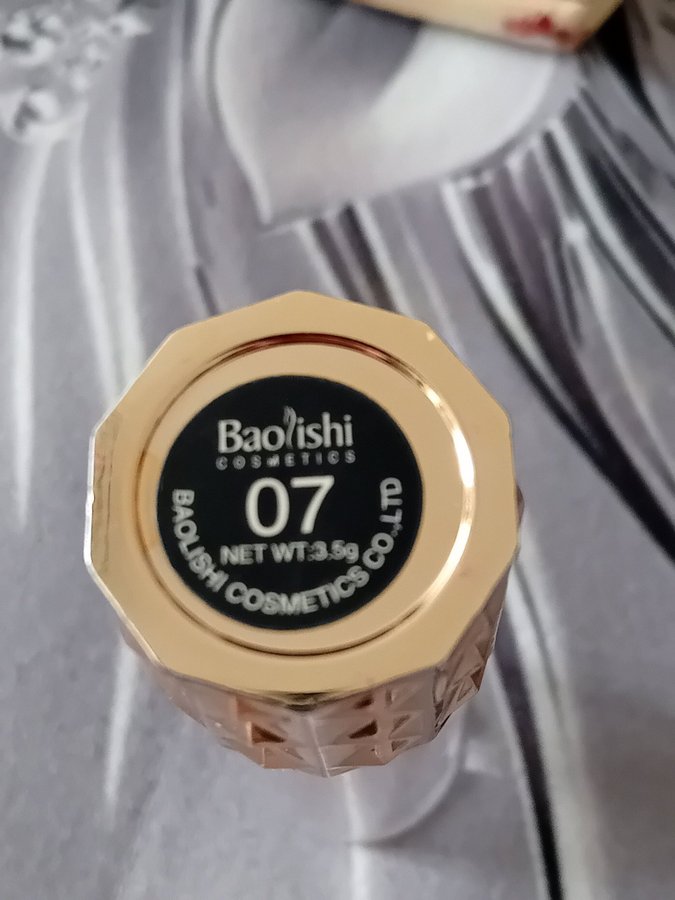 Baolishi
COSMETICS
07
NET WT:3.5g
BAOLISHI COSMETICS CO.,LTD